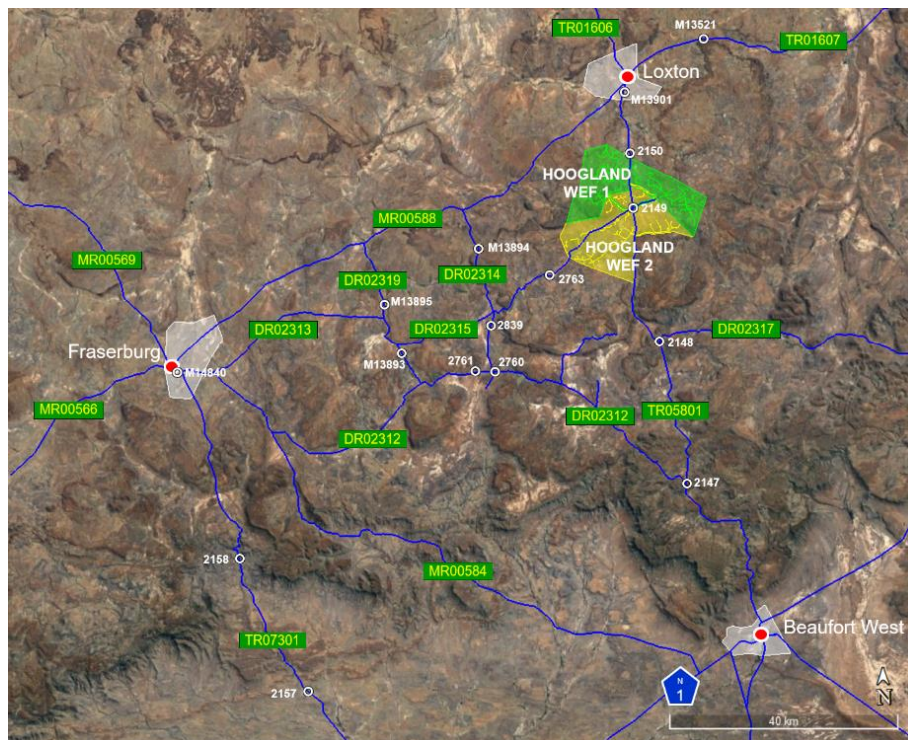 TR01606
M13521
TR01607
Loxton
M13901
2150
HOOGLAND
WEF 1
2149
MR00588
HOOGLAND
WEF 2
M13894
MR00569
DR02319
DR02314
2763
M13895
DR02313
DR02315
2839
DR02317
2148
Fraserburg
M13893
2761
2760
M14840
MR00566
DR02312
TR05801
DR02312
2147
2158
MR00584
TR07301
Beaufort West
N
1
2157
N
40 km